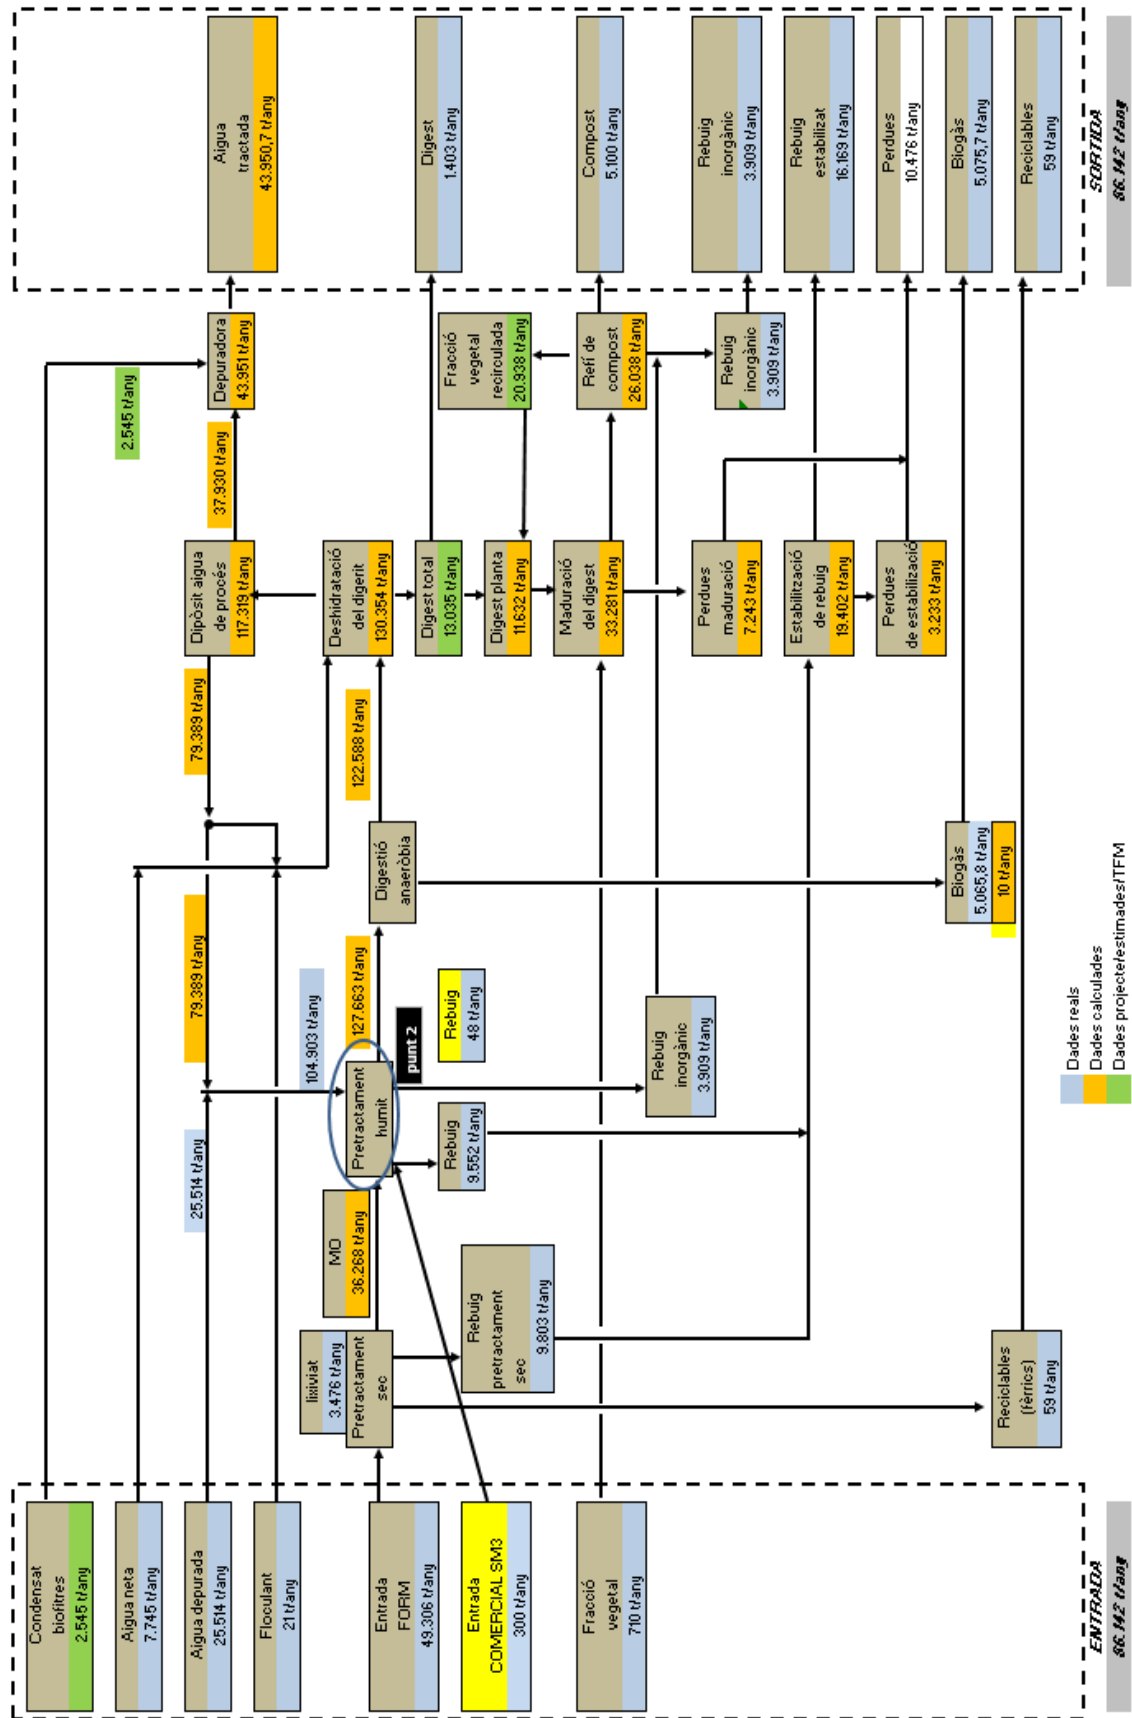 Condensat
biofiltres
2.545 t/any
Aigua neta
7.745 t/any
Aigua depurada
25.514 t/any
Floculant
21 t/any
Entrada
FORM
49.306 t/any
Entrada
COMERCIAL SM3
300 t/any
Fracció
vegetal
710 t/any
ENTRADA
86.142 t/any
lixiviat
3.476 t/any
Pretractament
sec
Rebuig
pretractament
sec
9.803 t/any
Reciclables
(fèrrics)
59 t/any
MO
36.268 t/any
25.514 t/any
Pretractament
humit
Rebuig
9.552 t/any
punt 2
104.903 t/any
127.663 t/any
Rebuig
48 t/any
Rebuig
inorgànic
3.909 t/any
79.389 t/any
Digestió
anaeròbia
Biogàs
5.065,8 t/any
10 t/any
79.389 t/any
122.588 t/any
Dipòsit aigua
de procés
117.319 t/any
Deshidratació
del digerit
130.354 t/any
Digest total
13.035 t/any
Digest planta
11.632 t/any
Maduració
del digest
33.281 t/any
Perdues
maduració
7.243 t/any
Estabilització
de rebuig
19.402 t/any
Perdues
de estabilizació
3.233 t/any
37.930 t/any
2.545 t/any
Depuradora
43.951 t/any
Fracció
vegetal
recirculada
20.938 t/any
Refí de
compost
26.038 t/any
Rebuig
inorgànic
3.909 t/any
Aigua
tractada
43.950,7 t/any
Digest
1.403 t/any
Compost
5.100 t/any
Rebuig
inorgànic
3.909 t/any
Rebuig
estabilizat
16.169 t/any
Perdues
10.476 t/any
Biogàs
5.075,7 t/any
Reciclables
59 t/any
SORTIDA
86.142 t/any
Dades reals
Dades calculades
Dades projecte/estimades/TFM